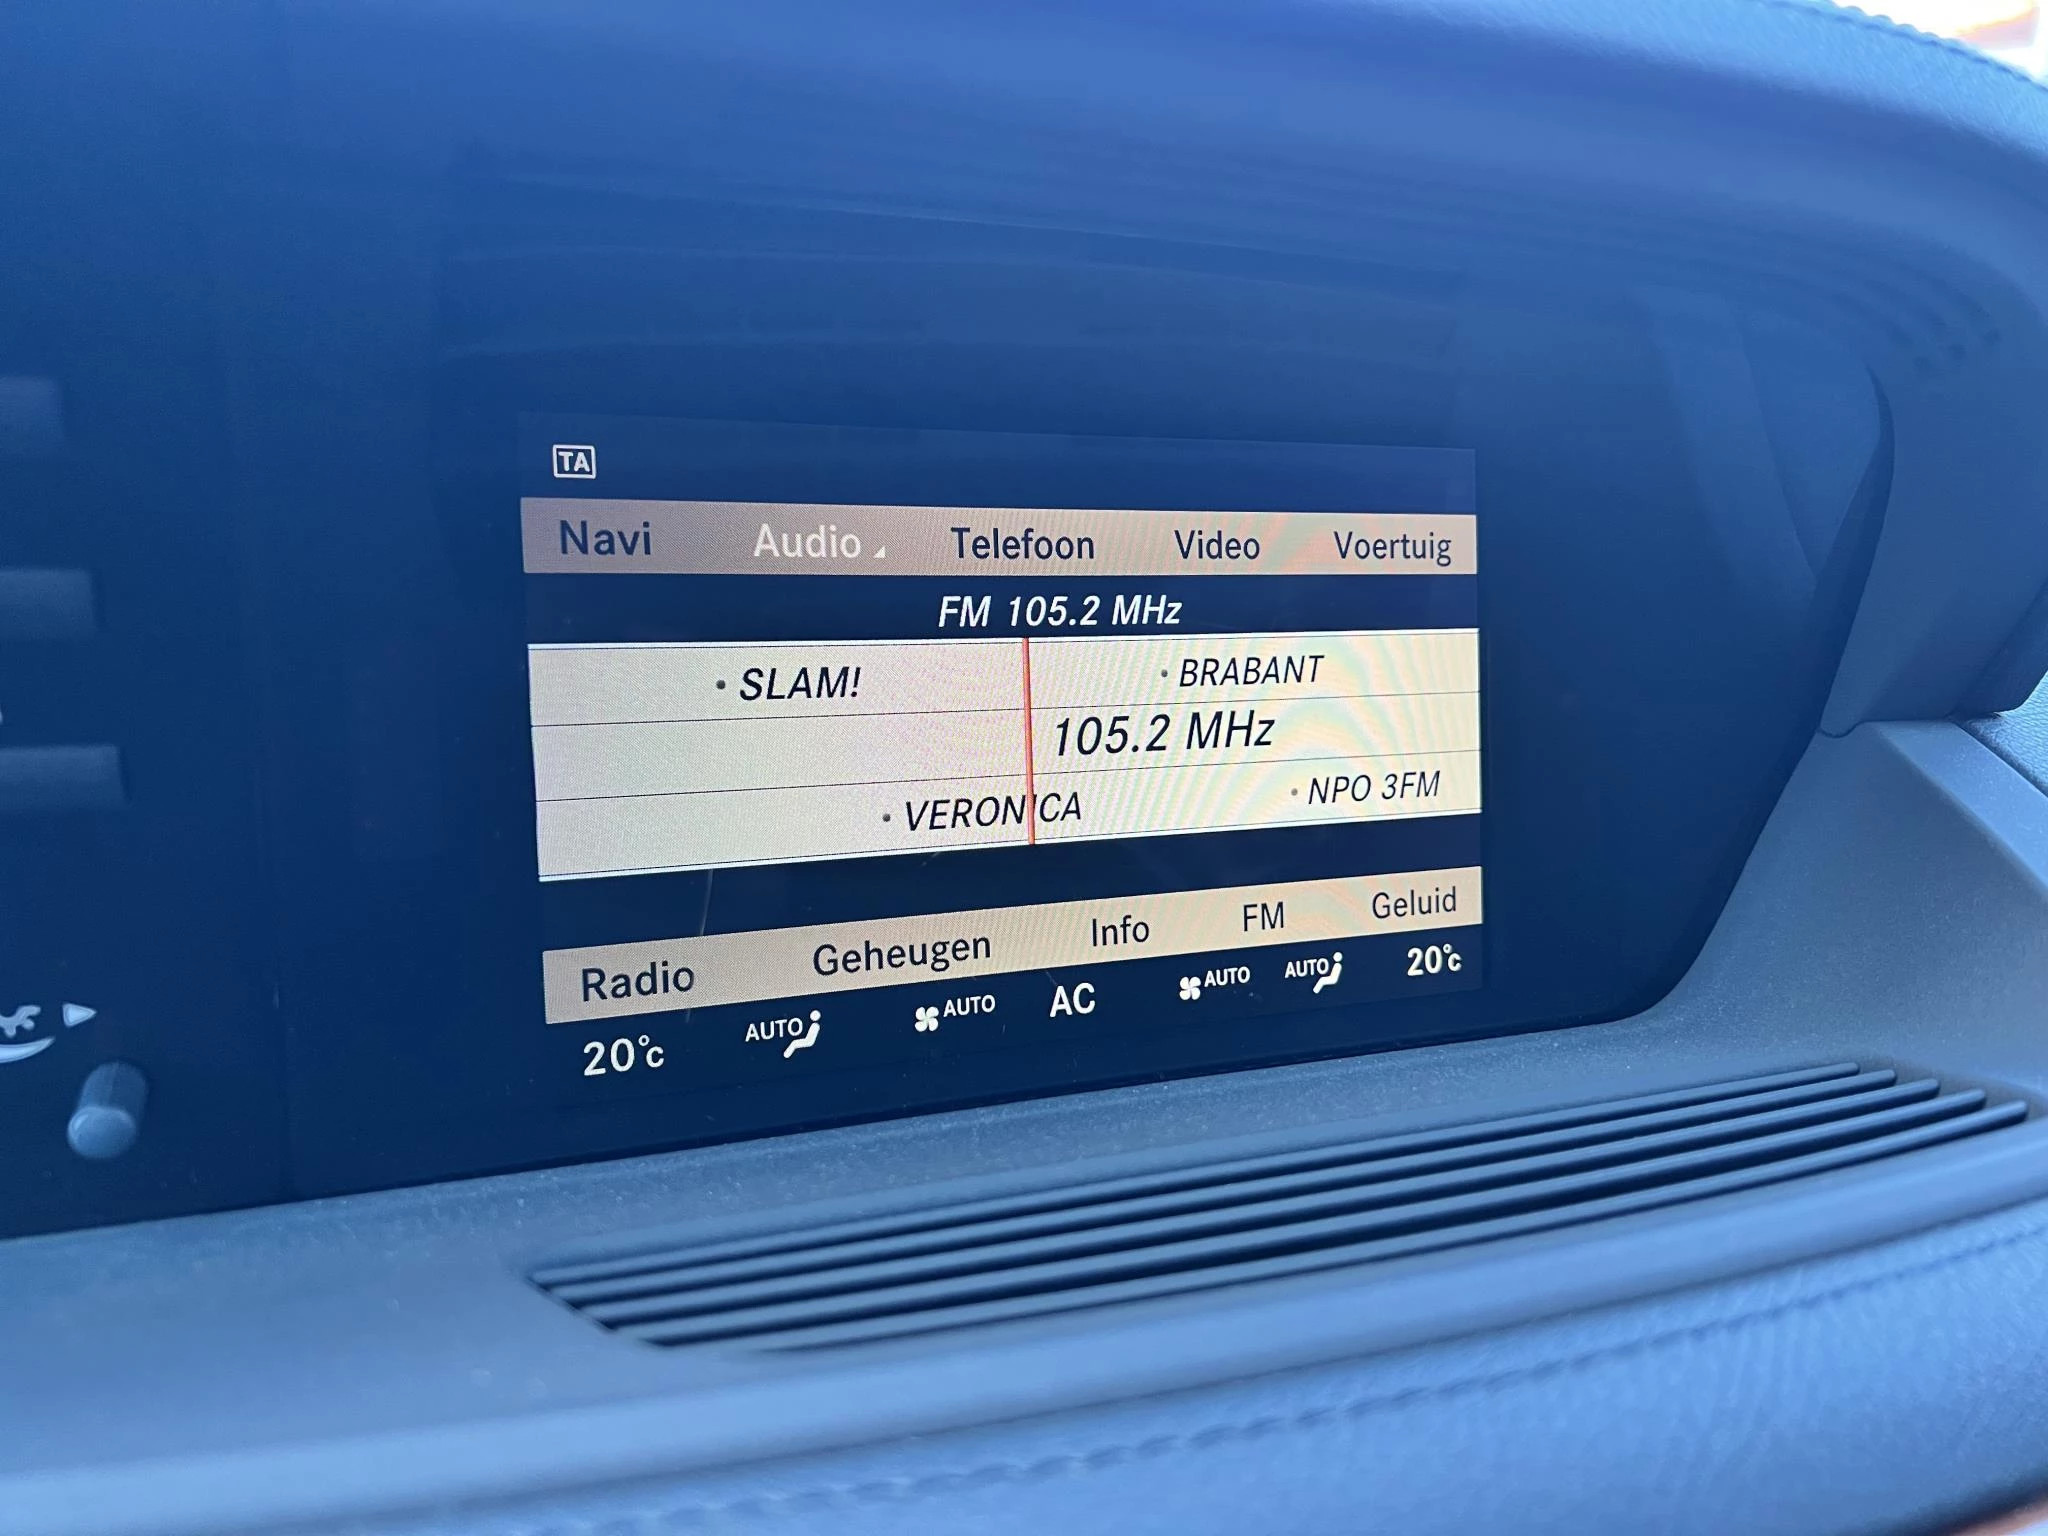 TA
Navi Audio Telefoon Video Voertuig
FM 105.2 MHz
• SLAM! • BRABANT
105.2 MHz
• VERONICA • NPO 3FM
Radio Geheugen Info FM Geluid
20°C AUTO AUTO AC AUTO AUTO 20°C